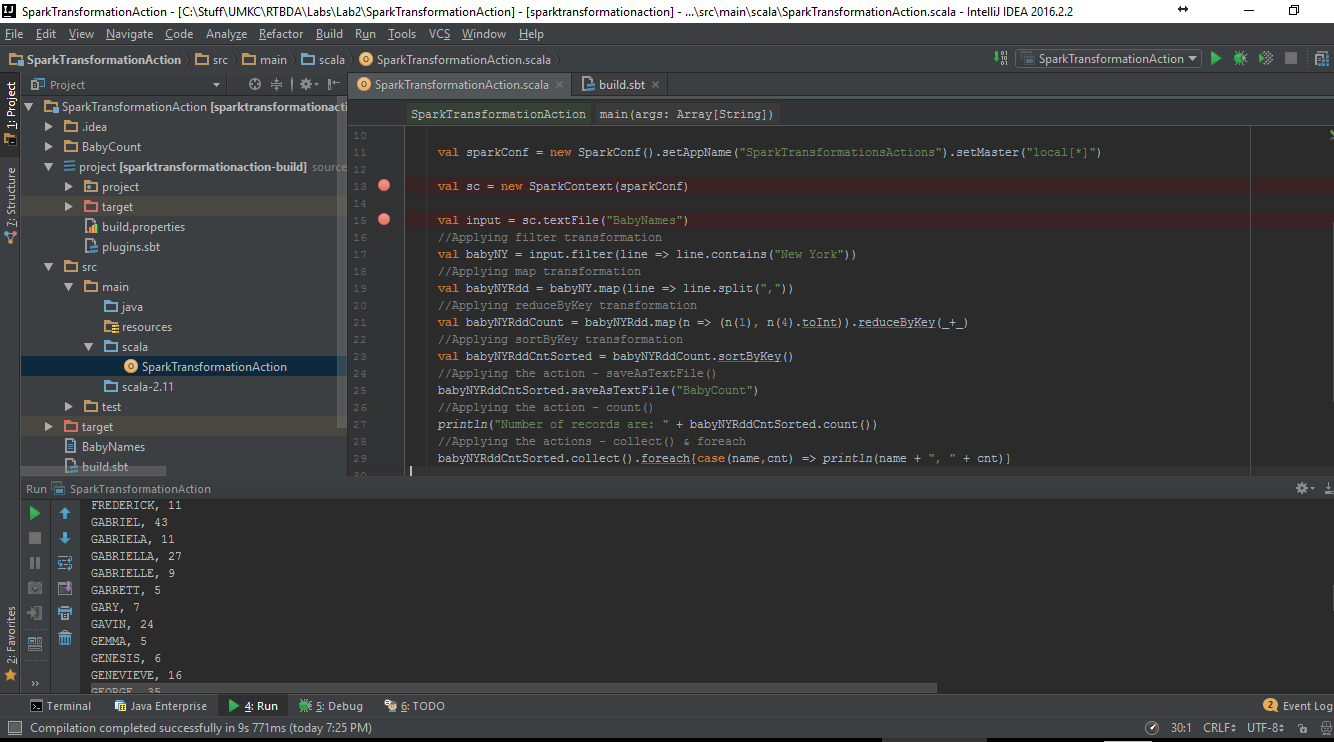 SparkTransformationAction - [C:\Stuff\UMKC\RTBDA\Labs\Lab2\SparkTransformationAction] - [sparktransformationaction] - ...\src\main\scala\SparkTransformationAction.scala - IntelliJ IDEA 2016.2.2
File Edit View Navigate Code Analyze Refactor Build Run Tools VCS Window Help
SparkTransformationAction src main scala SparkTransformationAction.scala
SparkTransformationAction
Project
SparkTransformationAction.scala build.sbt
1: Project
7: Structure
2: Favorites
SparkTransformationAction [sparktransformationacti
.idea
BabyCount
project [sparktransformationaction-build] source
project
target
build.properties
plugins.sbt
src
main
java
resources
scala
SparkTransformationAction
scala-2.11
test
target
BabyNames
build.sbt
SparkTransformationAction main(args: Array[String])
10
11 val sparkConf = new SparkConf().setAppName("SparkTransformationsActions").setMaster("local[*]")
12
13 val sc = new SparkContext(sparkConf)
14
15 val input = sc.textFile("BabyNames")
16 //Applying filter transformation
17 val babyNY = input.filter(line => line.contains("New York"))
18 //Applying map transformation
19 val babyNYRdd = babyNY.map(line => line.split(","))
20 //Applying reduceByKey transformation
21 val babyNYRddCount = babyNYRdd.map(n => (n(1), n(4).toInt)).reduceByKey(_+_)
22 //Applying sortByKey transformation
23 val babyNYRddCntSorted = babyNYRddCount.sortByKey()
24 //Applying the action - saveAsTextFile()
25 babyNYRddCntSorted.saveAsTextFile("BabyCount")
26 //Applying the action - count()
27 println("Number of records are: " + babyNYRddCntSorted.count())
28 //Applying the actions - collect() & foreach
29 babyNYRddCntSorted.collect().foreach{case(name,cnt) => println(name + ", " + cnt)}
30
Run SparkTransformationAction
FREDERICK, 11
GABRIEL, 43
GABRIELA, 11
GABRIELLA, 27
GABRIELLE, 9
GARRETT, 5
GARY, 7
GAVIN, 24
GEMMA, 5
GENESIS, 6
GENEVIEVE, 16
GEORGE, 35
Terminal Java Enterprise 4: Run 5: Debug 6: TODO 2 Event Log
Compilation completed successfully in 9s 771ms (today 7:25 PM) 30:1 CRLF UTF-8